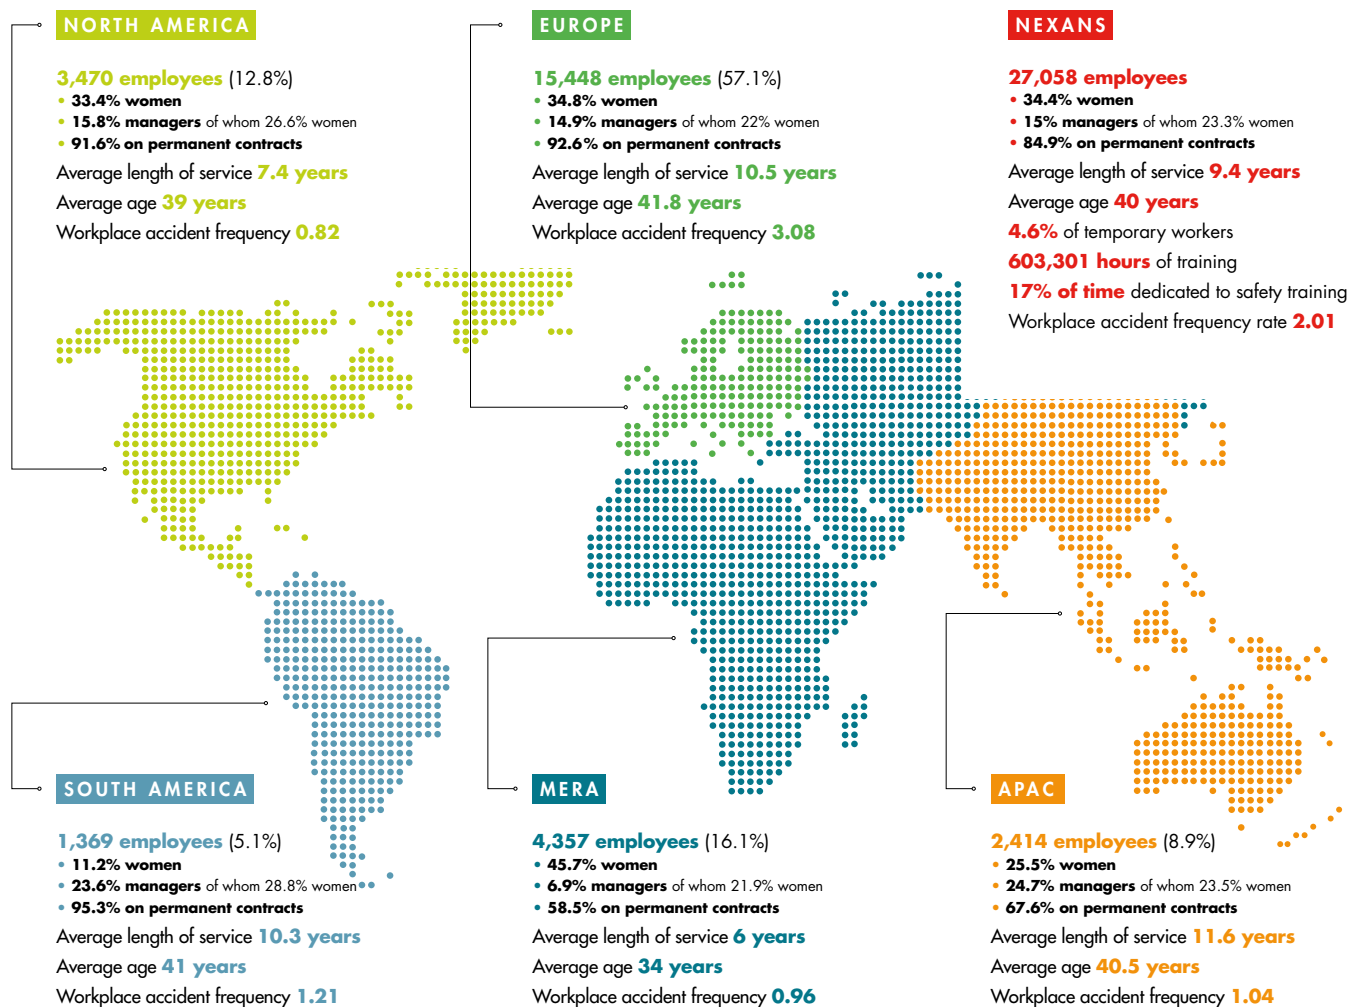 NORTH AMERICA
3,470 employees (12.8%)
• 33.4% women
• 15.8% managers of whom 26.6% women
• 91.6% on permanent contracts
Average length of service 7.4 years
Average age 39 years
Workplace accident frequency 0.82
EUROPE
15,448 employees (57.1%)
• 34.8% women
• 14.9% managers of whom 22% women
• 92.6% on permanent contracts
Average length of service 10.5 years
Average age 41.8 years
Workplace accident frequency 3.08
NEXANS
27,058 employees
• 34.4% women
• 15% managers of whom 23.3% women
• 84.9% on permanent contracts
Average length of service 9.4 years
Average age 40 years
4.6% of temporary workers
603,301 hours of training
17% of time dedicated to safety training
Workplace accident frequency rate 2.01
SOUTH AMERICA
1,369 employees (5.1%)
• 11.2% women
• 23.6% managers of whom 28.8% women
• 95.3% on permanent contracts
Average length of service 10.3 years
Average age 41 years
Workplace accident frequency 1.21
MERA
4,357 employees (16.1%)
• 45.7% women
• 6.9% managers of whom 21.9% women
• 58.5% on permanent contracts
Average length of service 6 years
Average age 34 years
Workplace accident frequency 0.96
APAC
2,414 employees (8.9%)
• 25.5% women
• 24.7% managers of whom 23.5% women
• 67.6% on permanent contracts
Average length of service 11.6 years
Average age 40.5 years
Workplace accident frequency 1.04